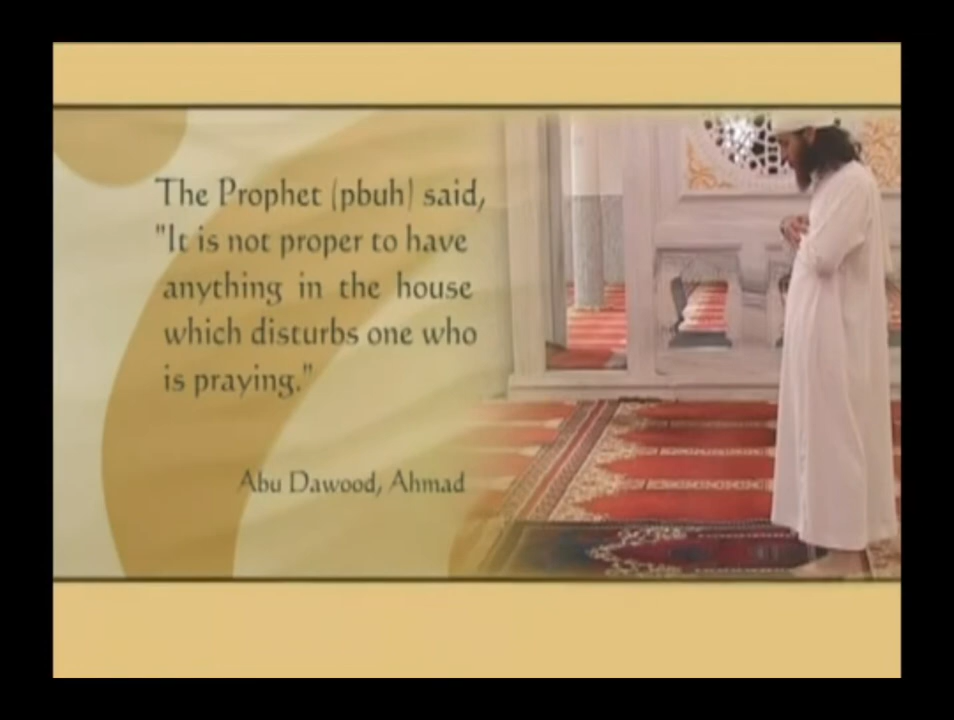 The Prophet (pbuh) said,
"It is not proper to have
anything in the house
which disturbs one who
is praying."
Abu Dawood, Ahmad